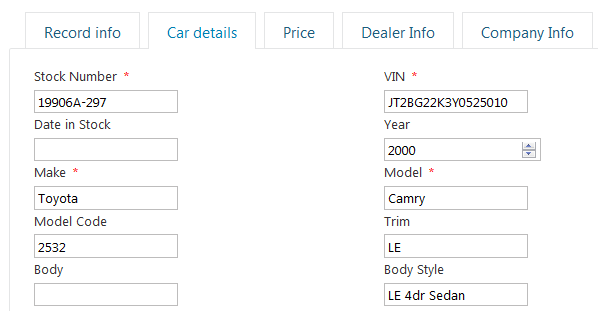 Record info Car details Price Dealer Info Company Info
Stock Number * VIN *
19906A-297 JT2BG22K3Y0525010
Date in Stock Year
2000
Make * Model *
Toyota Camry
Model Code Trim
2532 LE
Body Body Style
LE 4dr Sedan